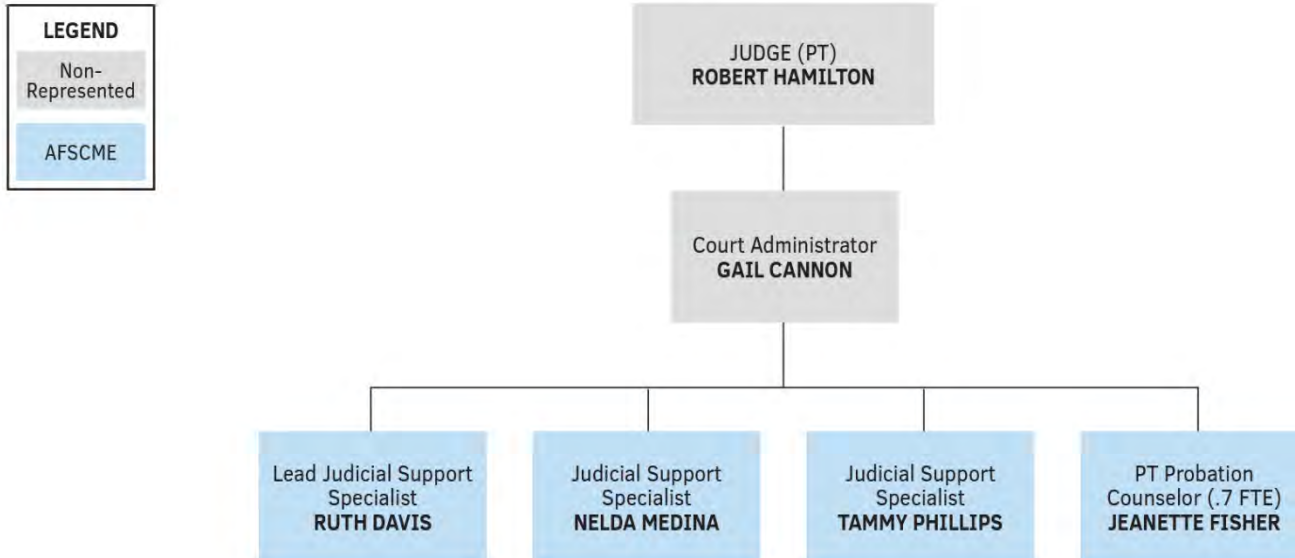 LEGEND
Non-
Represented
AFSCME
JUDGE (PT)
ROBERT HAMILTON
Court Administrator
GAIL CANNON
Lead Judicial Support
Specialist
RUTH DAVIS
Judicial Support
Specialist
NELDA MEDINA
Judicial Support
Specialist
TAMMY PHILLIPS
PT Probation
Counselor (.7 FTE)
JEANETTE FISHER